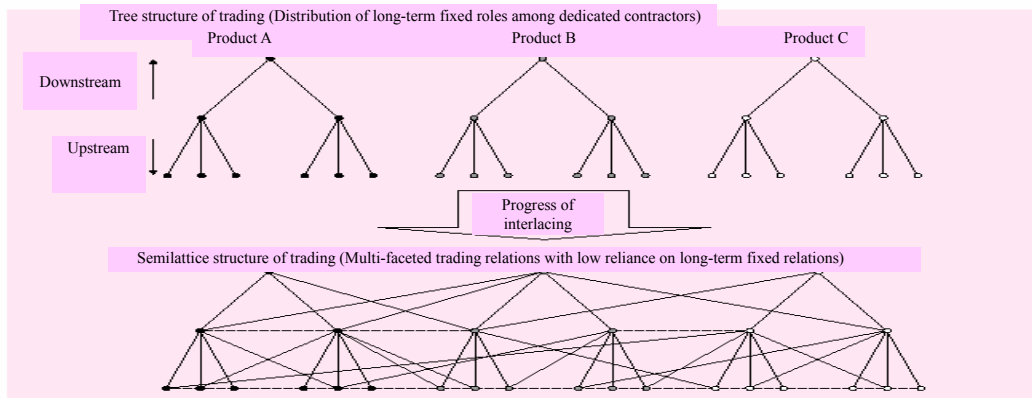 Tree structure of trading (Distribution of long-term fixed roles among dedicated contractors)
Product A Product B Product C
Downstream
Upstream
Progress of
interlacing
Semilattice structure of trading (Multi-faceted trading relations with low reliance on long-term fixed relations)